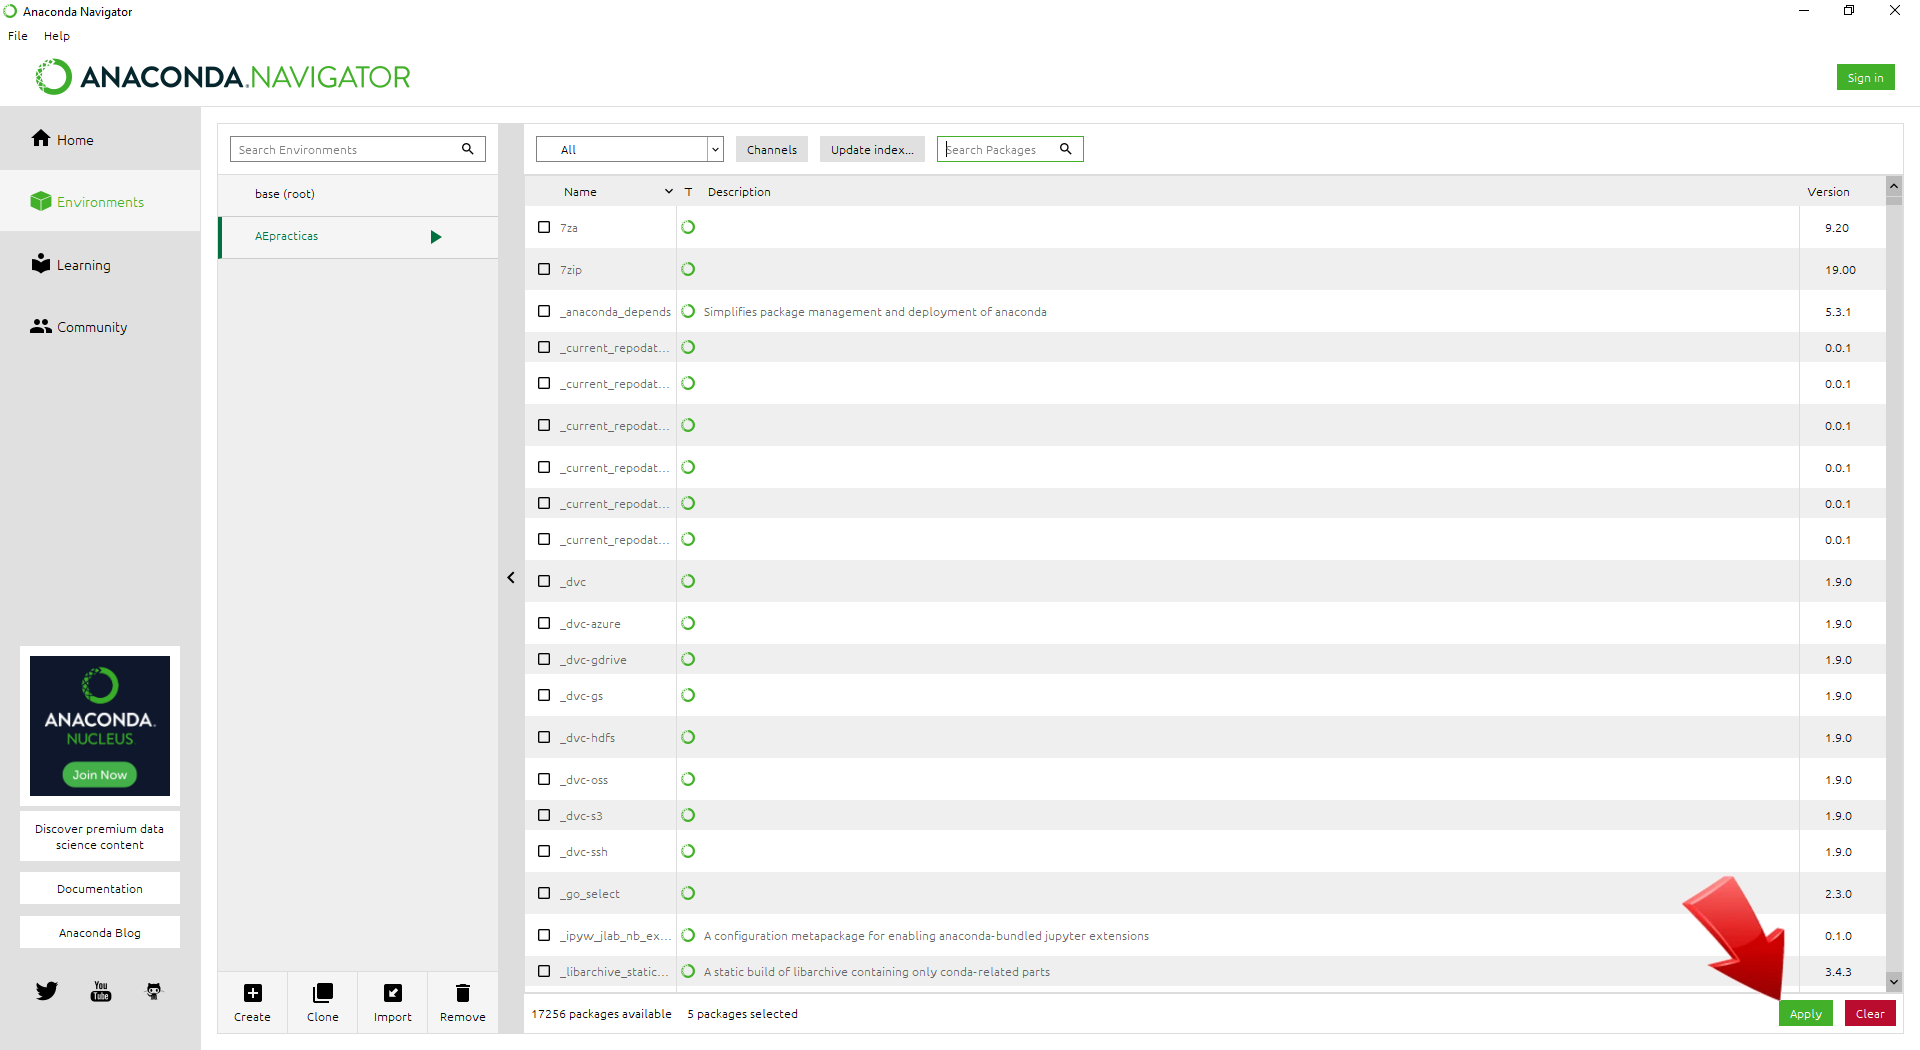 Anaconda Navigator
File Help
ANACONDA.NAVIGATOR
Sign in
Home
Environments
Learning
Community
ANACONDA.
NUCLEUS
Join Now
Discover premium data
science content
Documentation
Anaconda Blog
You
Tube
Search Environments
base (root)
AEpracticas
Create Clone Import Remove
All Channels Update index... Search Packages
Name T Description Version
7za 9.20
7zip 19.00
_anaconda_depends Simplifies package management and deployment of anaconda 5.3.1
_current_repodat... 0.0.1
_current_repodat... 0.0.1
_current_repodat... 0.0.1
_current_repodat... 0.0.1
_current_repodat... 0.0.1
_current_repodat... 0.0.1
_dvc 1.9.0
_dvc-azure 1.9.0
_dvc-gdrive 1.9.0
_dvc-gs 1.9.0
_dvc-hdfs 1.9.0
_dvc-oss 1.9.0
_dvc-s3 1.9.0
_dvc-ssh 1.9.0
_go_select 2.3.0
_ipyw_jlab_nb_ex... A configuration metapackage for enabling anaconda-bundled jupyter extensions 0.1.0
_libarchive_static... A static build of libarchive containing only conda-related parts 3.4.3
17256 packages available 5 packages selected Apply Clear